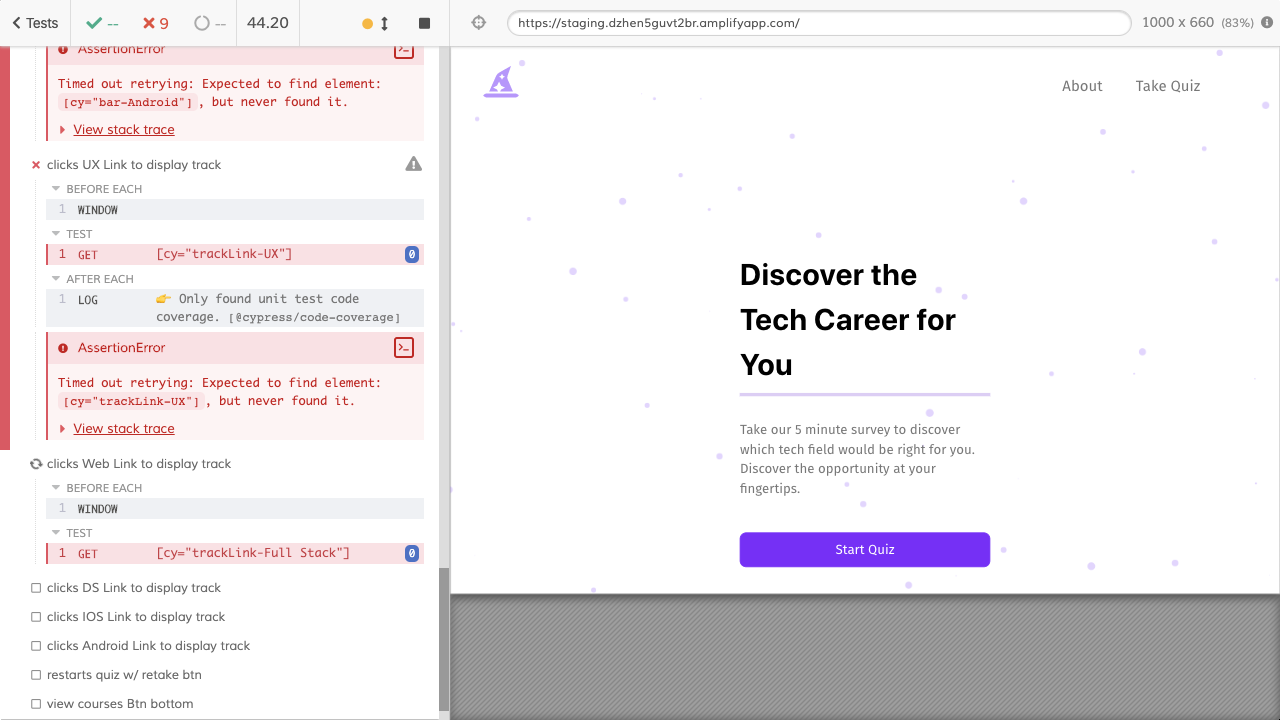 Tests
--
9
--
44.20
https://staging.dzhen5guvt2br.amplifyapp.com/
1000 x 660 (83%)
AssertionError
Timed out retrying: Expected to find element:
[cy="bar-Android"], but never found it.
View stack trace
clicks UX Link to display track
BEFORE EACH
1 WINDOW
TEST
1 GET [cy="trackLink-UX"] 0
AFTER EACH
1 LOG 👉 Only found unit test code
coverage. [@cypress/code-coverage]
AssertionError
Timed out retrying: Expected to find element:
[cy="trackLink-UX"], but never found it.
View stack trace
clicks Web Link to display track
BEFORE EACH
1 WINDOW
TEST
1 GET [cy="trackLink-Full Stack"] 0
clicks DS Link to display track
clicks IOS Link to display track
clicks Android Link to display track
restarts quiz w/ retake btn
view courses Btn bottom
About
Take Quiz
Discover the
Tech Career for
You
Take our 5 minute survey to discover
which tech field would be right for you.
Discover the opportunity at your
fingertips.
Start Quiz